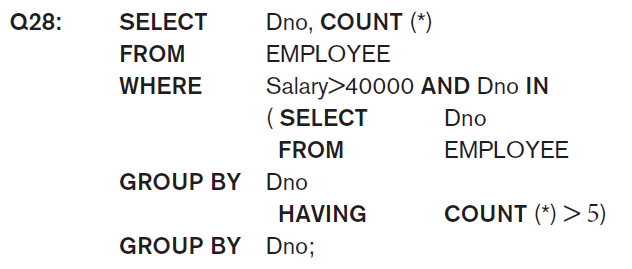 Q28: SELECT Dno, COUNT (*)
FROM EMPLOYEE
WHERE Salary>40000 AND Dno IN
( SELECT Dno
FROM EMPLOYEE
GROUP BY Dno
HAVING COUNT (*) > 5)
GROUP BY Dno;